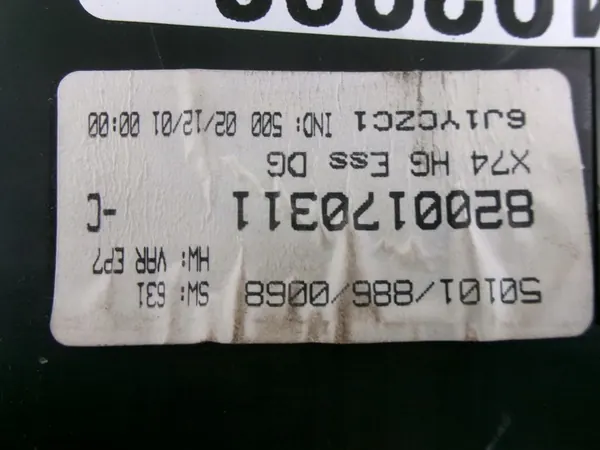 50101/886/0068 SW: 631
HW: VAR EP7
8200170311 -C
X74 HG Ess DG
6J1YCZC1 IND: 500 02/12/01 00:00